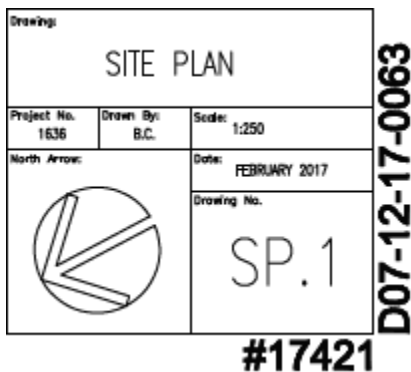 Drawing:
SITE PLAN
Project No.
1636
Drawn By:
B.C.
Scale:
1:250
North Arrow:
Date:
FEBRUARY 2017
Drawing No.
SP.1
#17421
D07-12-17-0063